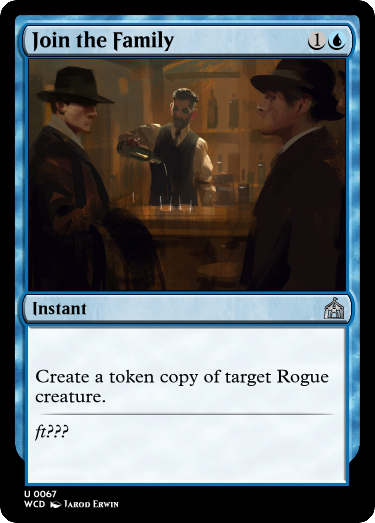 Join the Family 1
Instant
Create a token copy of target Rogue
creature.
ft???
U 0067
WCD Jarod Erwin